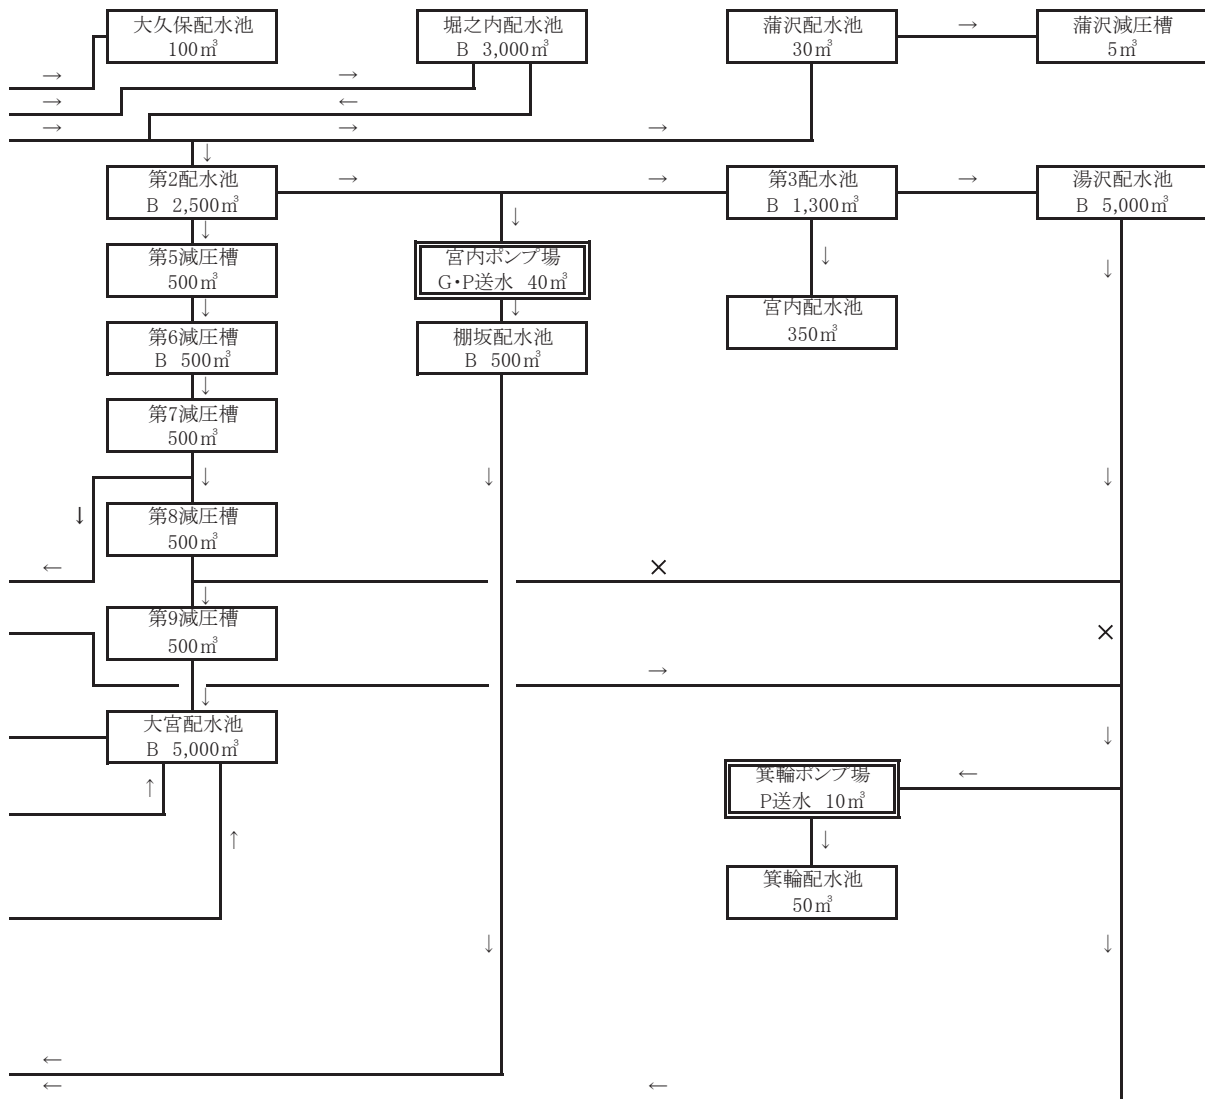 大久保配水池
100㎥
堀之内配水池
B 3,000㎥
蒲沢配水池
30㎥
→
蒲沢減圧槽
5㎥
→
→
→
←
→
→
→
↓
第2配水池
B 2,500㎥
→
→
第3配水池
B 1,300㎥
→
湯沢配水池
B 5,000㎥
↓
↓
第5減圧槽
500㎥
宮内ポンプ場
G・P送水 40㎥
↓
↓
↓
↓
宮内配水池
350㎥
第6減圧槽
B 500㎥
棚坂配水池
B 500㎥
↓
第7減圧槽
500㎥
↓
↓
↓
↓
第8減圧槽
500㎥
←
×
↓
第9減圧槽
500㎥
×
→
↓
大宮配水池
B 5,000㎥
↓
↑
箕輪ポンプ場
P送水 10㎥
←
↑
↓
箕輪配水池
50㎥
↓
↓
←
←
←